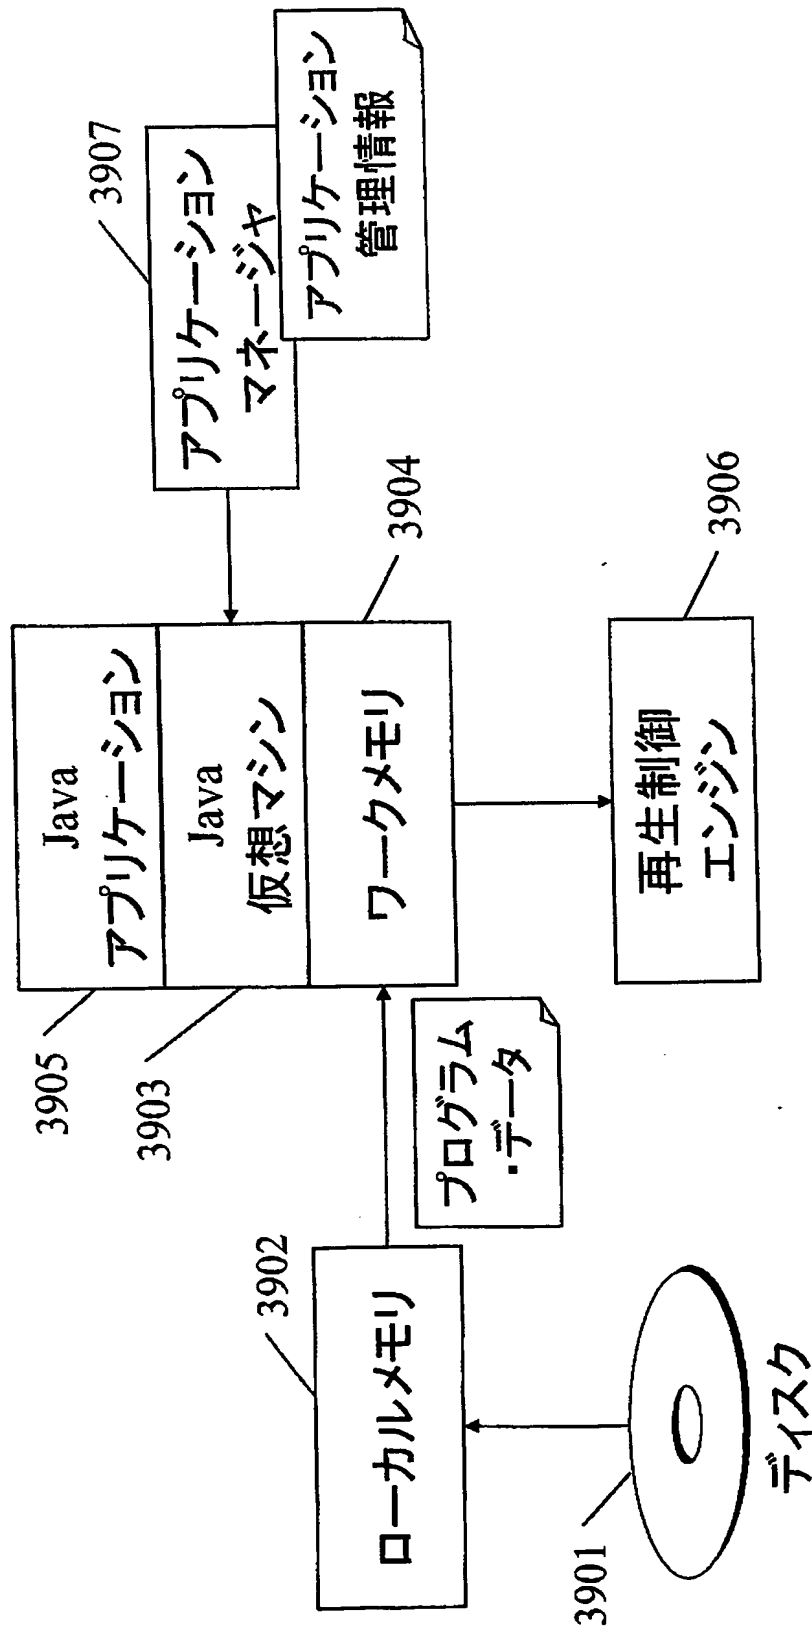 3907
アプリケーション
マネージャ
アプリケーション
管理情報
3905
Java
アプリケーション
3903
Java
仮想マシン
3904
ワークメモリ
3902
ローカルメモリ
プログラム
・データ
3906
再生制御
エンジン
3901
ディスク